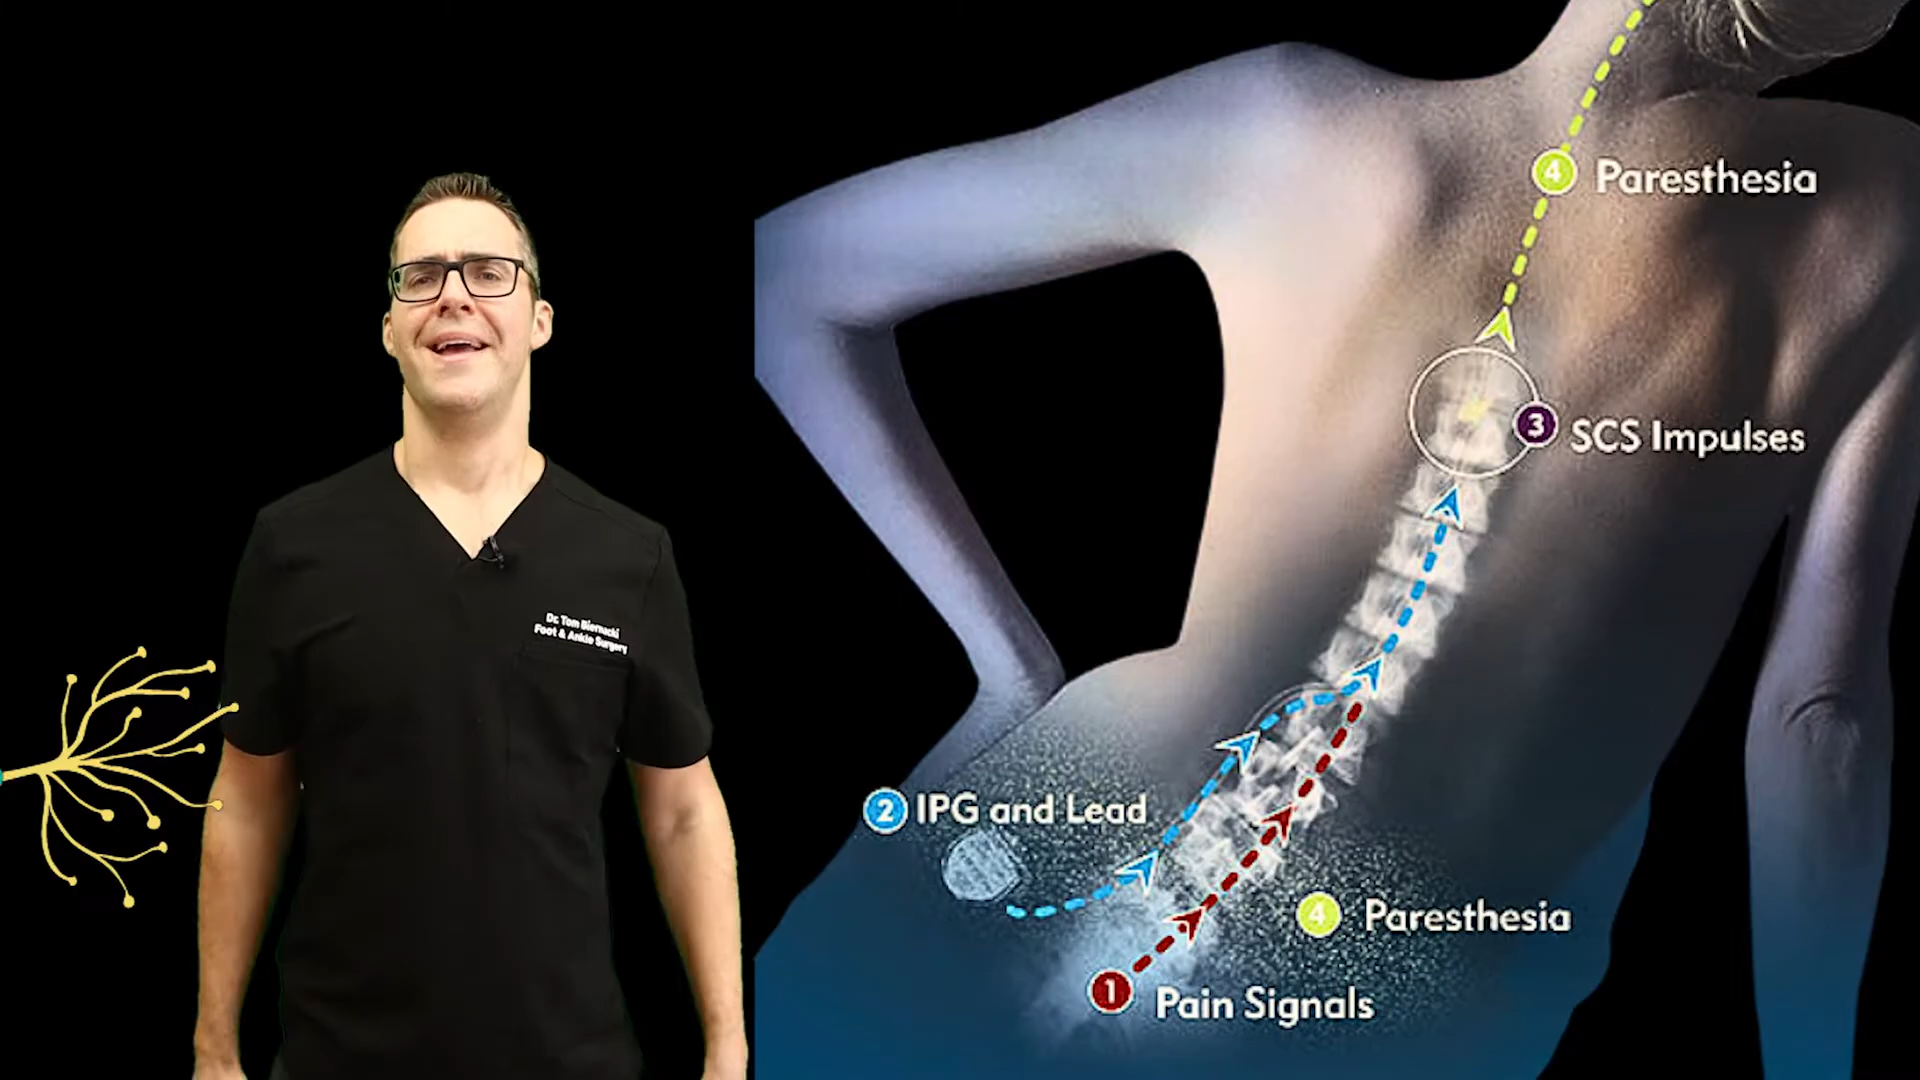 Dr. Tom Biernacki
Foot & Ankle Surgery
4 Paresthesia
3 SCS Impulses
2 IPG and Lead
4 Paresthesia
1 Pain Signals